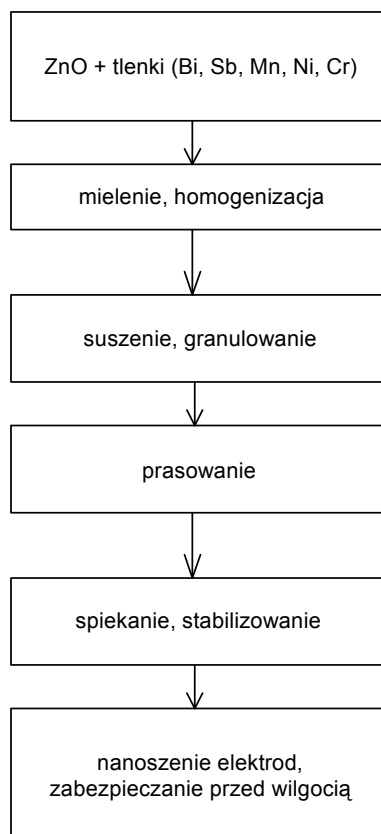 ZnO + tlenki (Bi, Sb, Mn, Ni, Cr)
mielenie, homogenizacja
suszenie, granulowanie
prasowanie
spiekanie, stabilizowanie
nanoszenie elektrod,
zabezpieczanie przed wilgocią